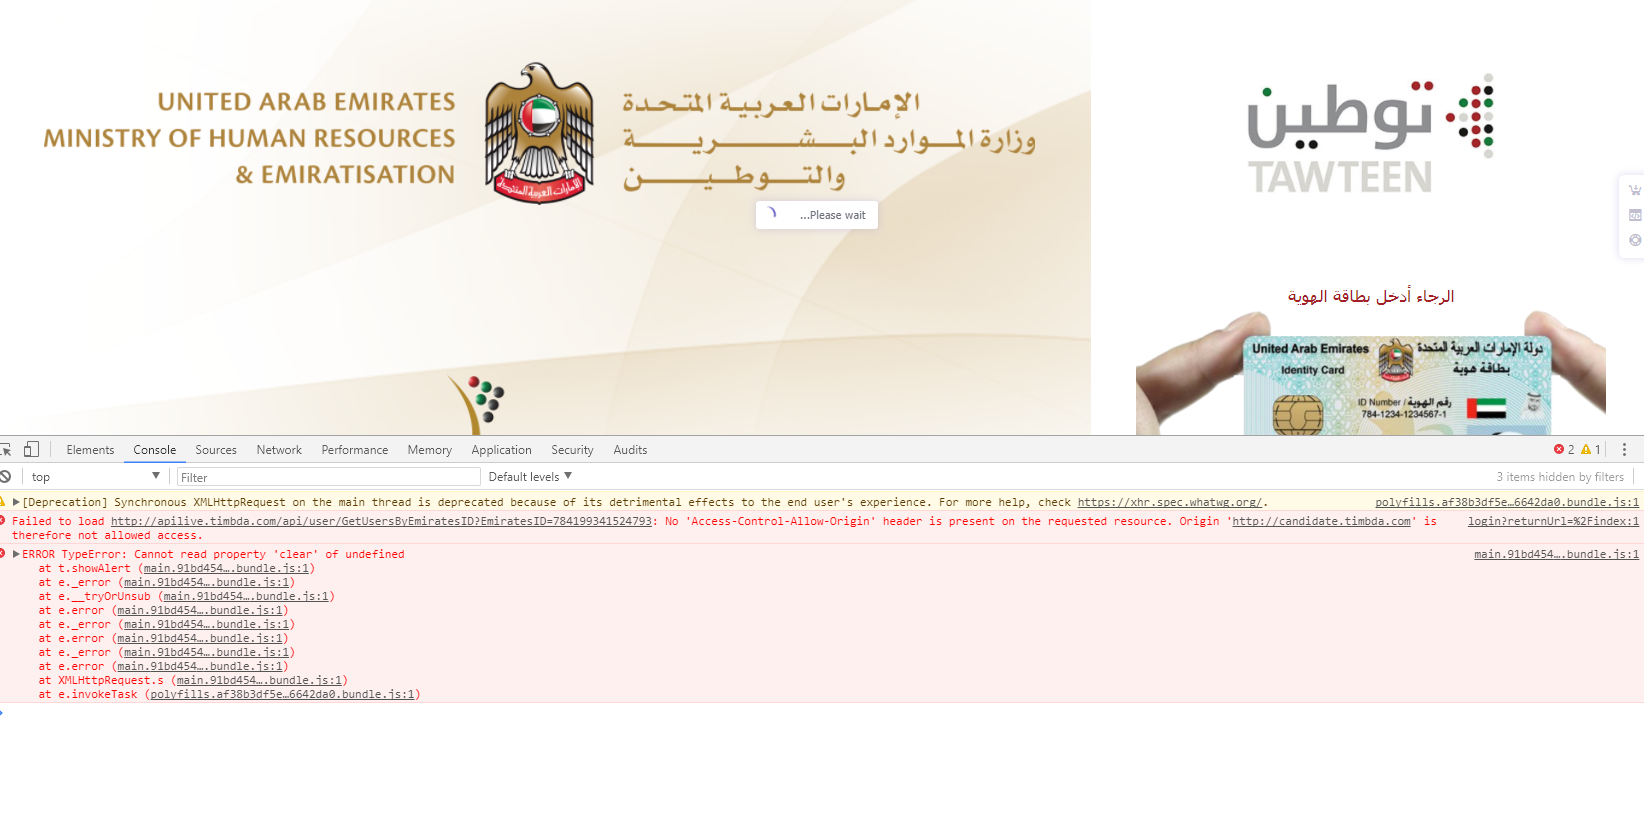 UNITED ARAB EMIRATES
MINISTRY OF HUMAN RESOURCES
& EMIRATISATION
الإمارات العربية المتحدة
وزارة الموارد البشرية
والتوطين
الإمارات العربية المتحدة
توطين
TAWTEEN
...Please wait
الرجاء أدخل بطاقة الهوية
United Arab Emirates
Identity Card
دولة الإمارات العربية المتحدة
بطاقة هوية
ID Number / رقم الهوية
784-1234-1234567-1
Elements Console Sources Network Performance Memory Application Security Audits 2 1
top Filter Default levels 3 items hidden by filters
[Deprecation] Synchronous XMLHttpRequest on the main thread is deprecated because of its detrimental effects to the end user's experience. For more help, check https://xhr.spec.whatwg.org/. polyfills.af38b3df5e…6642da0.bundle.js:1
Failed to load http://apilive.timbda.com/api/user/GetUsersByEmiratesID?EmiratesID=784199341524793: No 'Access-Control-Allow-Origin' header is present on the requested resource. Origin 'http://candidate.timbda.com' is login?returnUrl=%2Findex:1
therefore not allowed access.
ERROR TypeError: Cannot read property 'clear' of undefined main.91bd454….bundle.js:1
at t.showAlert (main.91bd454….bundle.js:1)
at e._error (main.91bd454….bundle.js:1)
at e.__tryOrUnsub (main.91bd454….bundle.js:1)
at e.error (main.91bd454….bundle.js:1)
at e._error (main.91bd454….bundle.js:1)
at e.error (main.91bd454….bundle.js:1)
at e._error (main.91bd454….bundle.js:1)
at e.error (main.91bd454….bundle.js:1)
at XMLHttpRequest.s (main.91bd454….bundle.js:1)
at e.invokeTask (polyfills.af38b3df5e…6642da0.bundle.js:1)